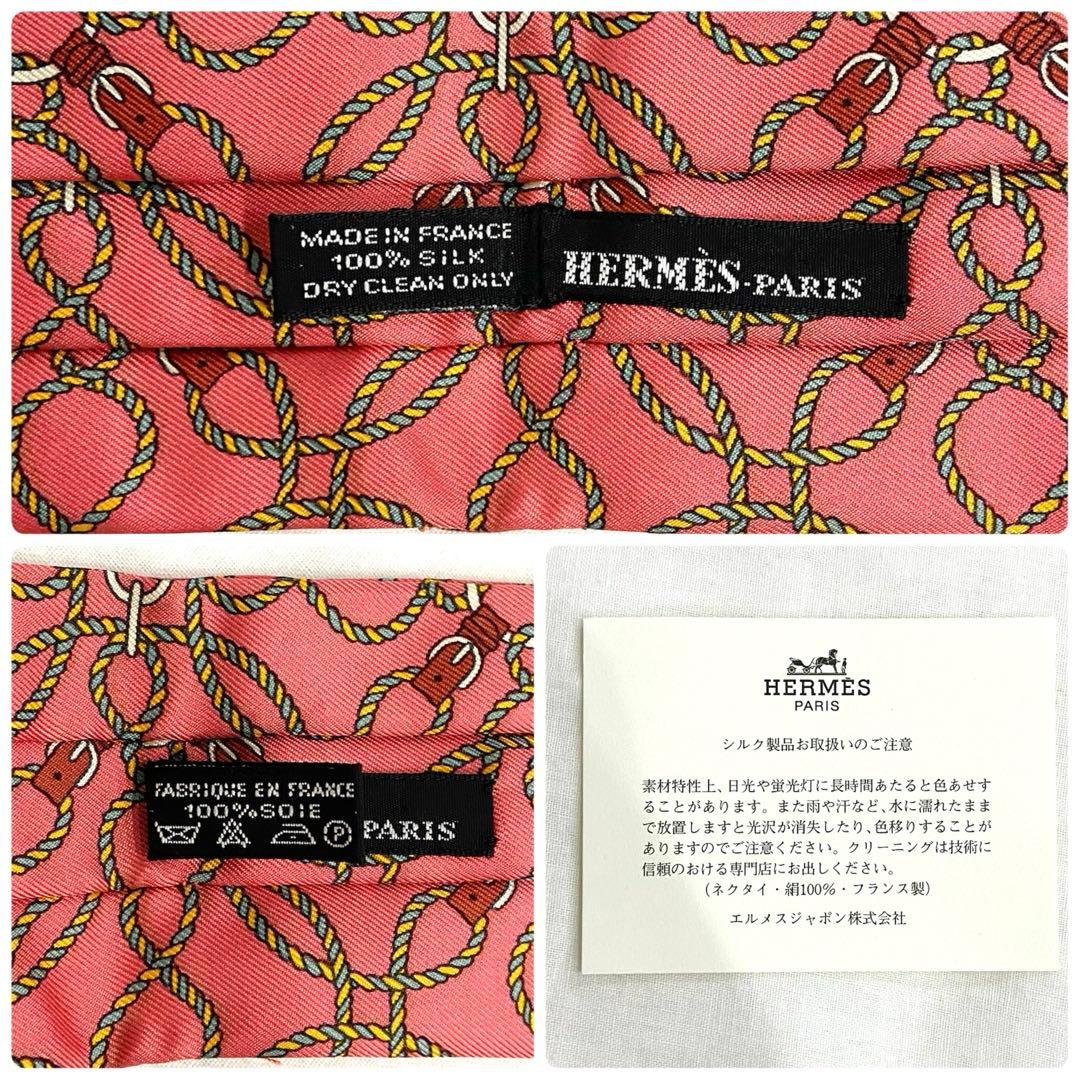 MADE IN FRANCE
100% SILK
DRY CLEAN ONLY
HERMÈS-PARIS
FABRIQUE EN FRANCE
100% SOIE
P
PARIS
HERMÈS
PARIS
シルク製品お取扱いのご注意
素材特性上、日光や蛍光灯に長時間あたると色あせす
ることがあります。また雨や汗など、水に濡れたまま
で放置しますと光沢が消失したり、色移りすることが
ありますのでご注意ください。クリーニングは技術に
信頼のおける専門店にお出しください。
（ネクタイ・絹100%・フランス製）
エルメスジャポン株式会社